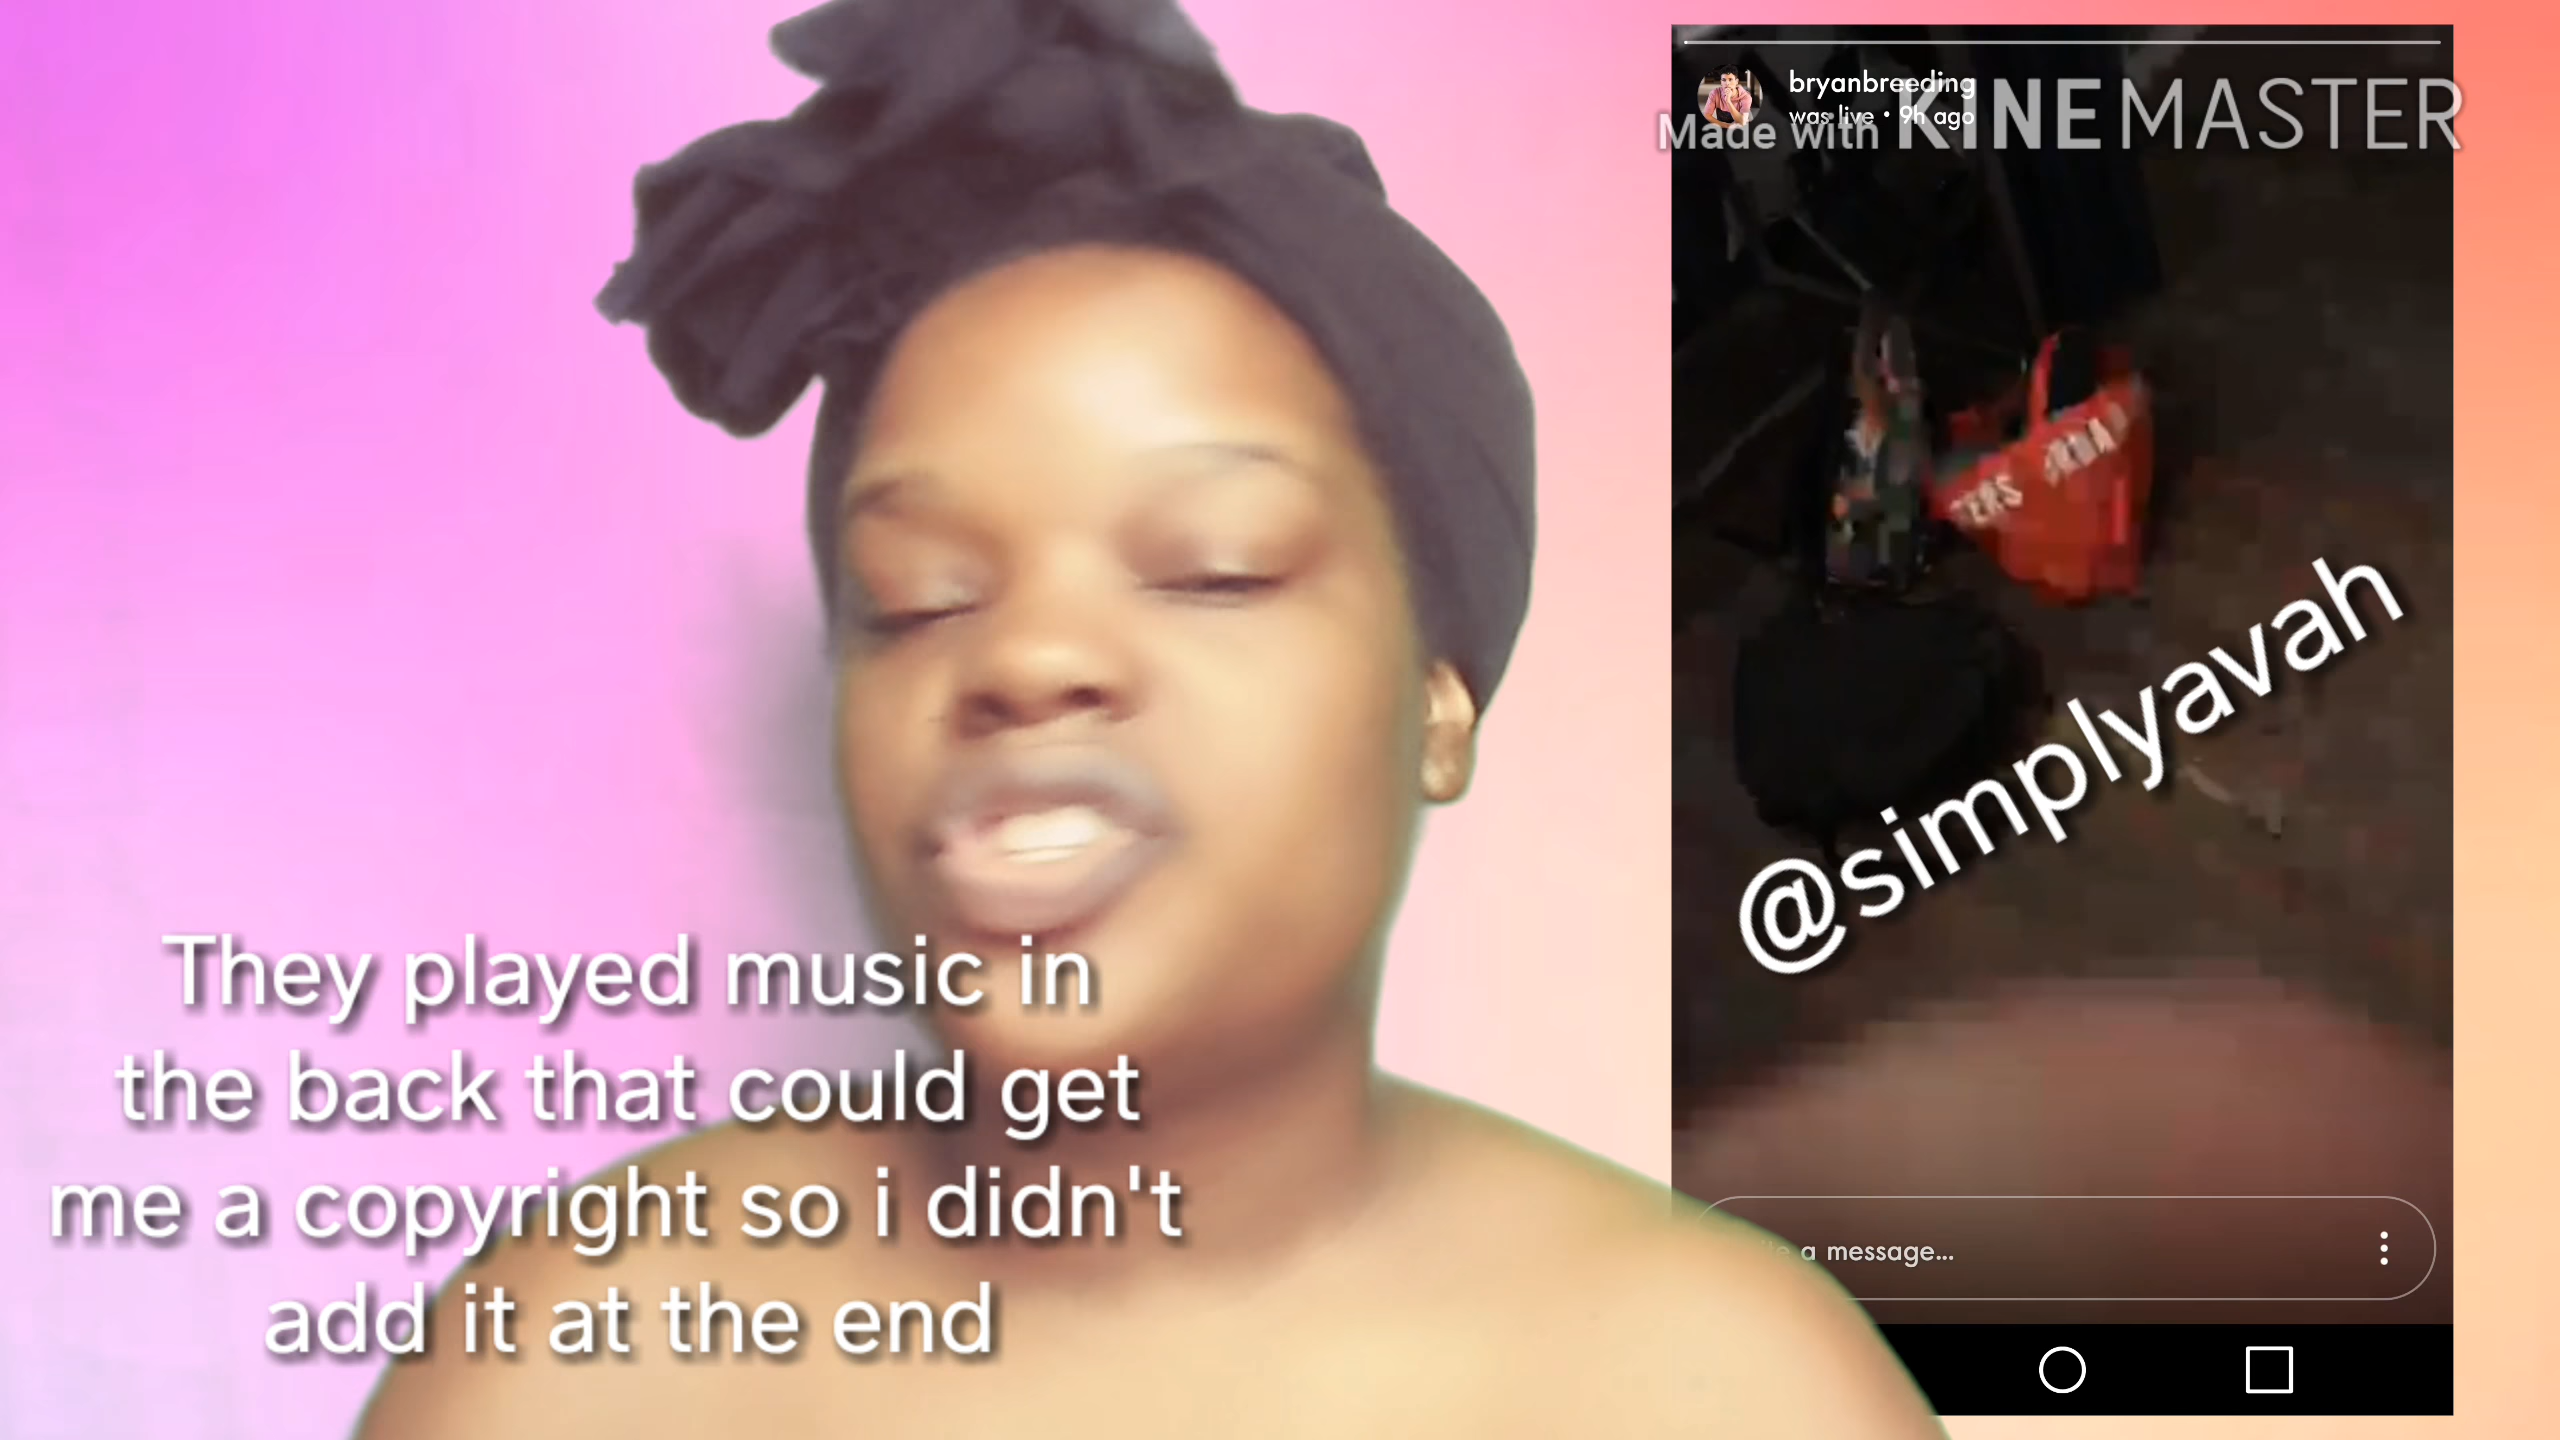 bryanbreeding
was live • 9h ago
Made with KINEMASTER
@simplyavah
They played music in
the back that could get
me a copyright so i didn't
add it at the end
a message...